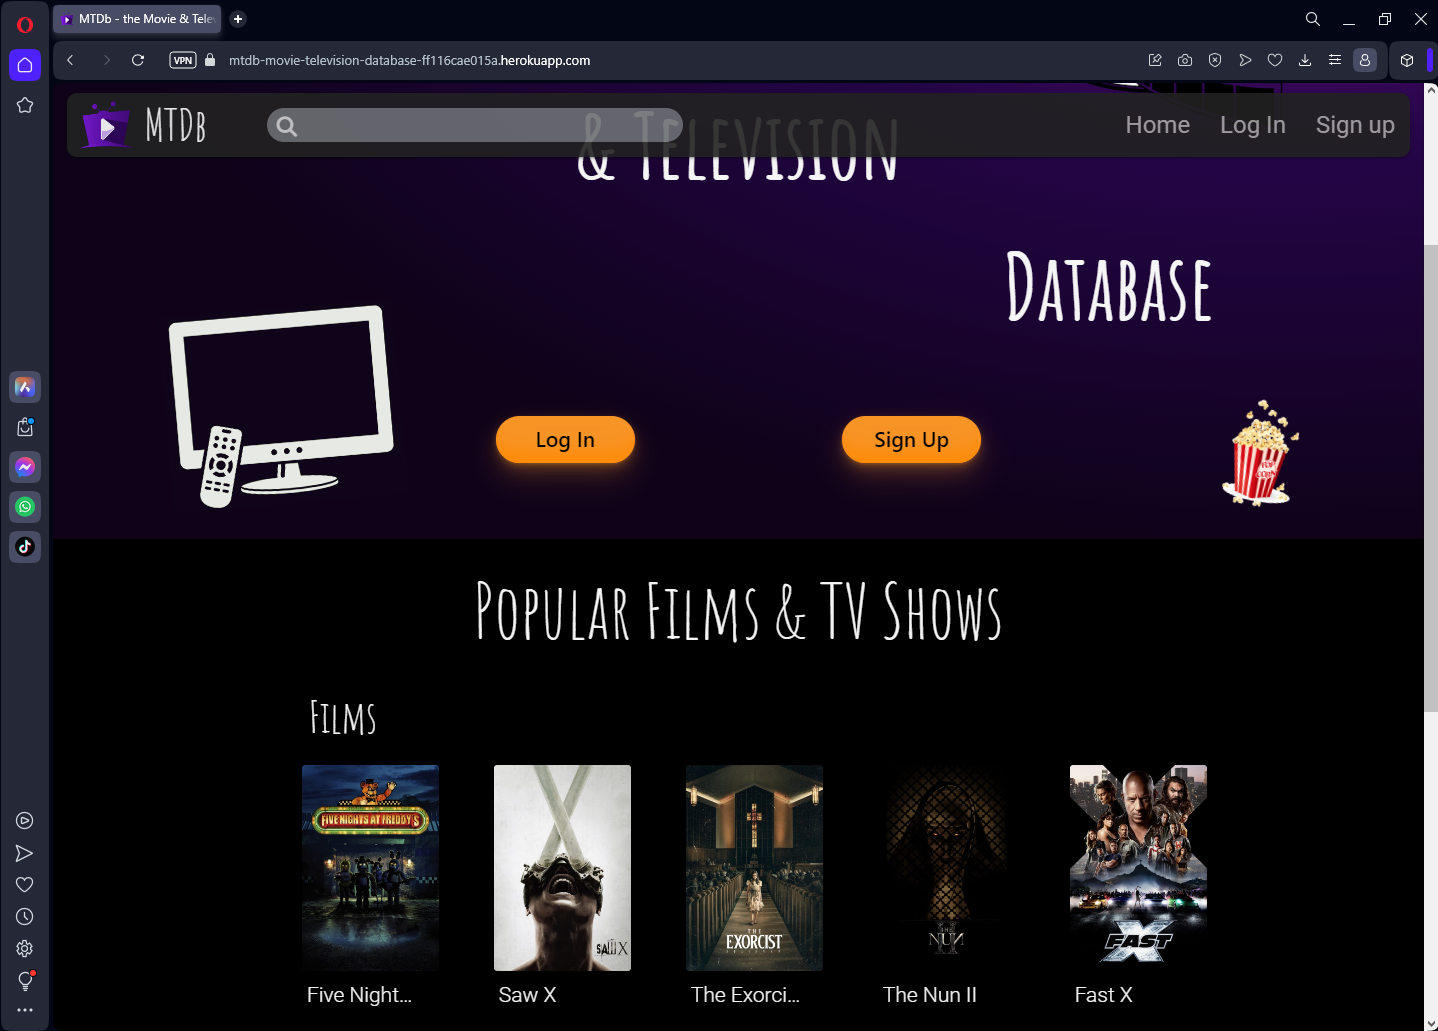 MTDb - the Movie & Tele
VPN
mtdb-movie-television-database-ff116cae015a.herokuapp.com
MTDb
Home
Log In
Sign up
& Television
Database
Log In
Sign Up
POP
CORN
Popular Films & TV Shows
Films
FIVE NIGHTS AT FREDDY'S
SAW X
THE
EXORCIST
THE
NUN
FAST
X
Five Night...
Saw X
The Exorci...
The Nun II
Fast X